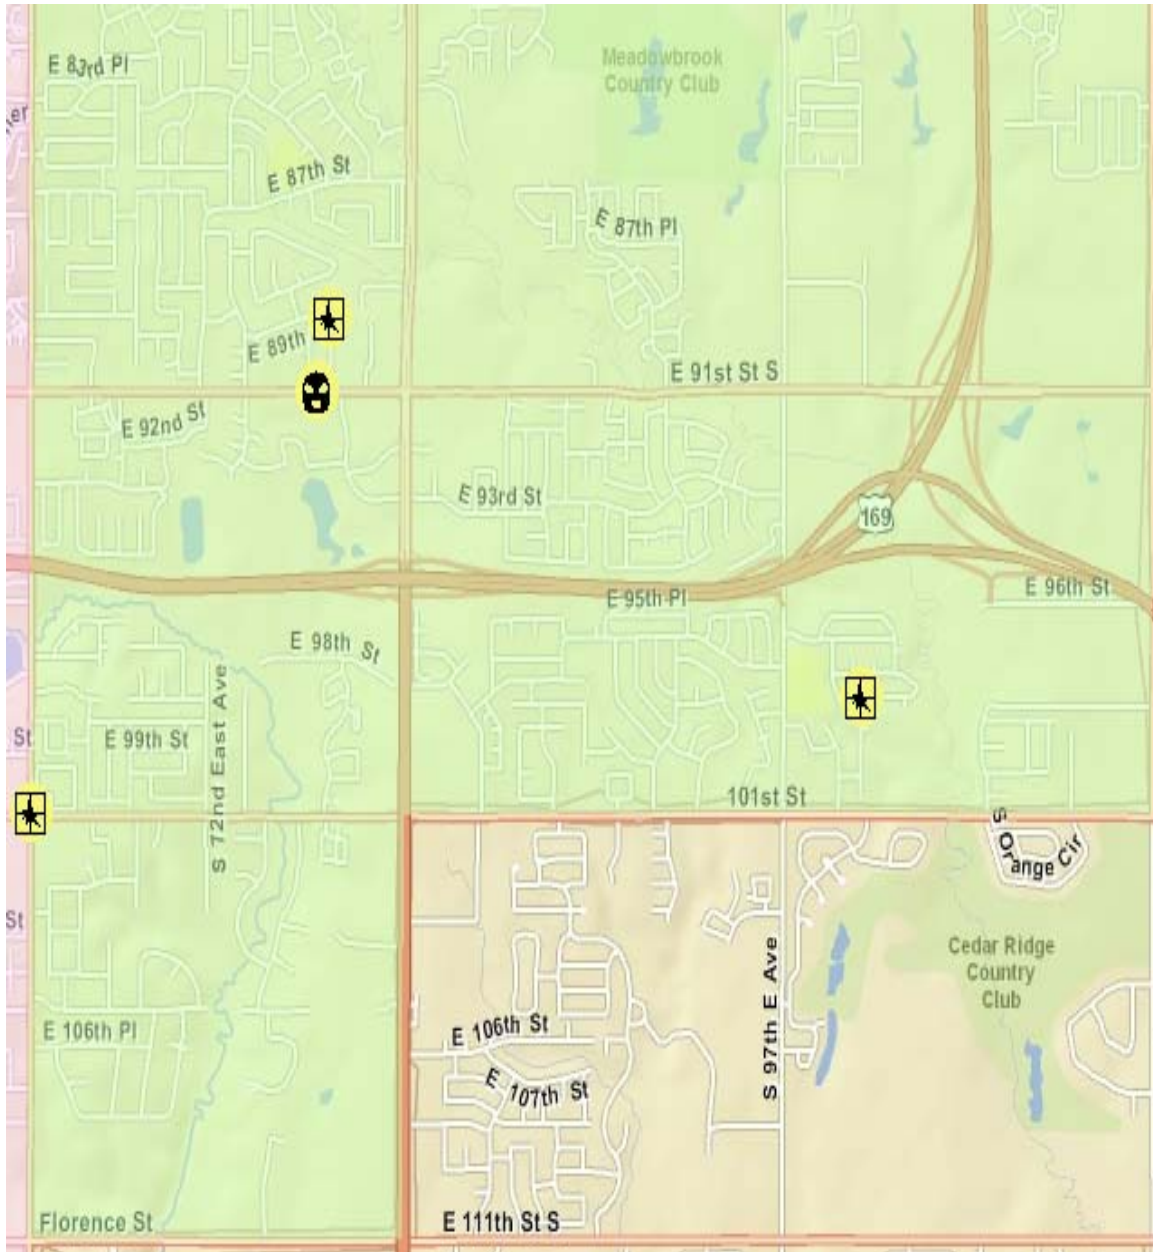 E 83rd Pl
Meadowbrook
Country Club
er
E 87th St
E 87th Pl
E 89th
E 91st St S
E 92nd St
E 93rd St
169
E 95th Pl
E 96th St
E 98th St
S 72nd East Ave
St
E 99th St
101st St
S Orange Cir
St
Cedar Ridge
Country
Club
S 97th E Ave
E 106th Pl
E 106th St
E 107th St
Florence St
E 111th St S